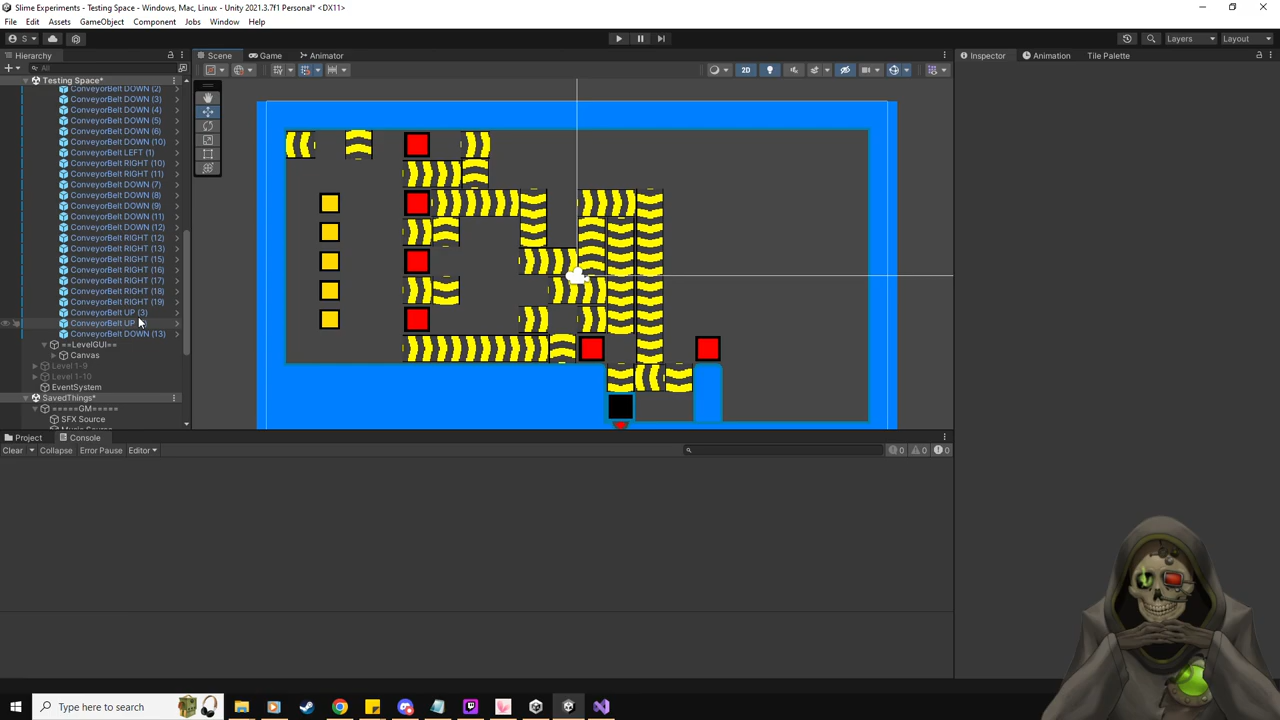 Slime Experiments - Testing Space - Windows, Mac, Linux - Unity 2021.3.7f1 Personal* <DX11>
File Edit Assets GameObject Component Jobs Window Help
S Layers Layout
Hierarchy Scene Game Animator Inspector Animation Tile Palette
All 2D
Testing Space*
ConveyorBelt DOWN (2)
ConveyorBelt DOWN (3)
ConveyorBelt DOWN (4)
ConveyorBelt DOWN (5)
ConveyorBelt DOWN (6)
ConveyorBelt DOWN (10)
ConveyorBelt LEFT (1)
ConveyorBelt RIGHT (10)
ConveyorBelt RIGHT (11)
ConveyorBelt DOWN (7)
ConveyorBelt DOWN (8)
ConveyorBelt DOWN (9)
ConveyorBelt DOWN (11)
ConveyorBelt DOWN (12)
ConveyorBelt RIGHT (12)
ConveyorBelt RIGHT (13)
ConveyorBelt RIGHT (15)
ConveyorBelt RIGHT (16)
ConveyorBelt RIGHT (17)
ConveyorBelt RIGHT (18)
ConveyorBelt RIGHT (19)
ConveyorBelt UP (3)
ConveyorBelt UP
ConveyorBelt DOWN (13)
==LevelGUI==
Canvas
Level 1-9
Level 1-10
EventSystem
SavedThings*
=====GM=====
SFX Source
Project Console
Clear Collapse Error Pause Editor 0 0 0
Type here to search